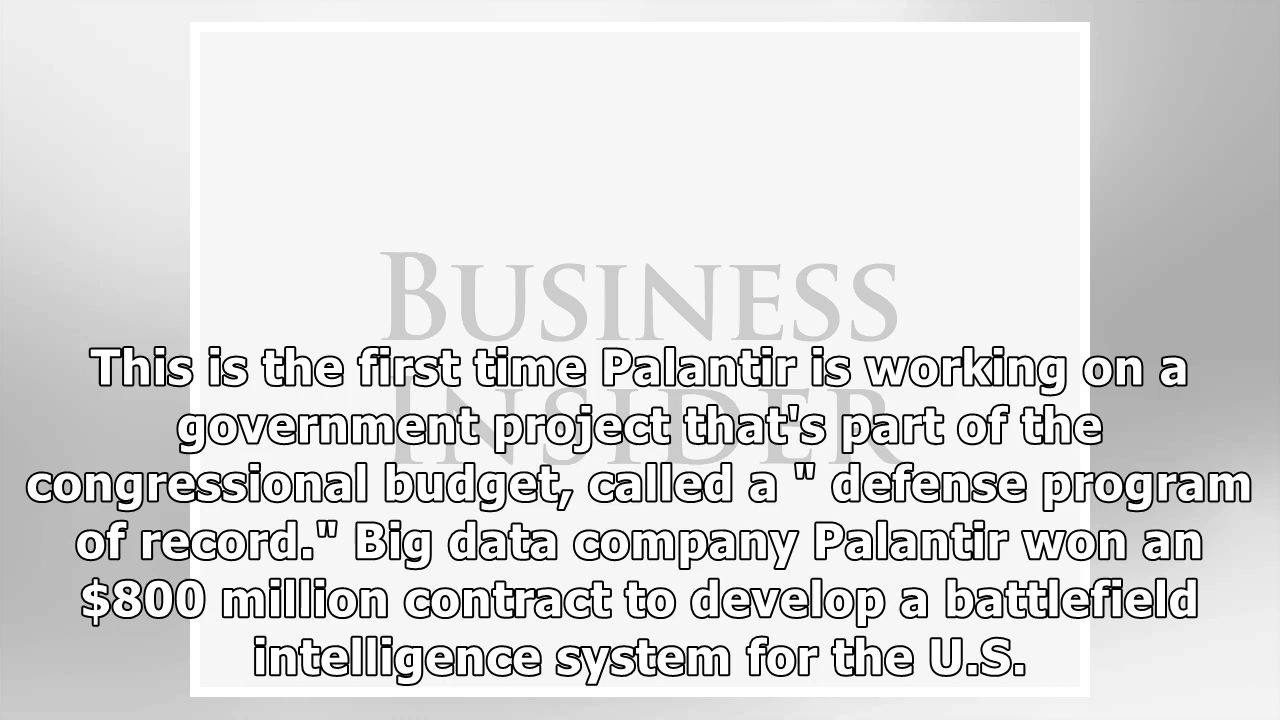 BUSINESS
INSIDER
This is the first time Palantir is working on a
government project that's part of the
congressional budget, called a " defense program
of record." Big data company Palantir won an
$800 million contract to develop a battlefield
intelligence system for the U.S.